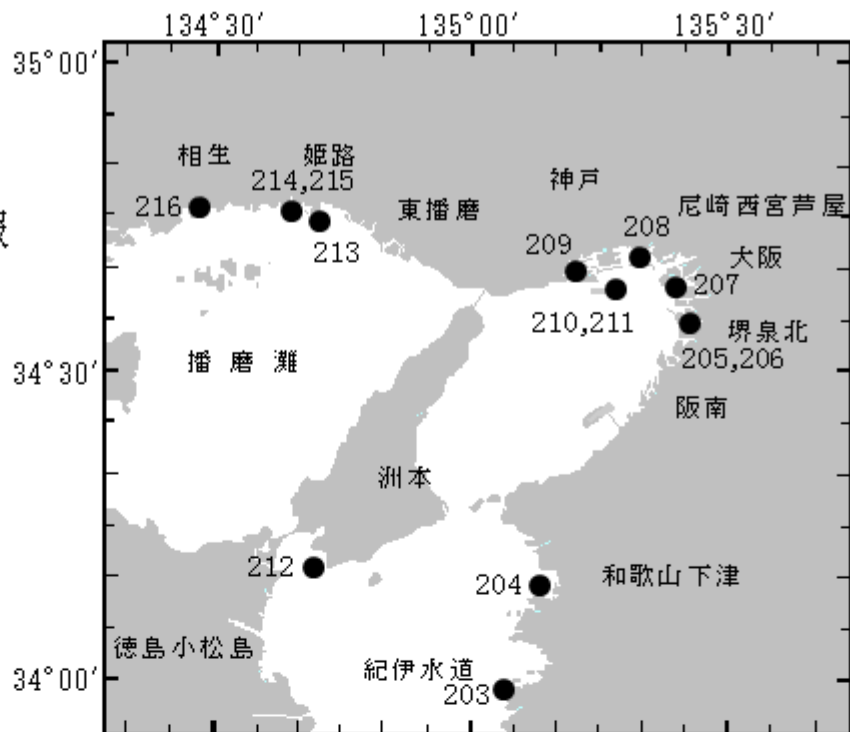 134°30′ 135°00′ 135°30′
35°00′
相生 姫路
214,215
神戸
216
東播磨
尼崎西宮芦屋
213
209
208
大阪
207
210,211
堺泉北
播磨灘
205,206
34°30′
阪南
洲本
212
204
和歌山下津
徳島小松島
紀伊水道
34°00′
203